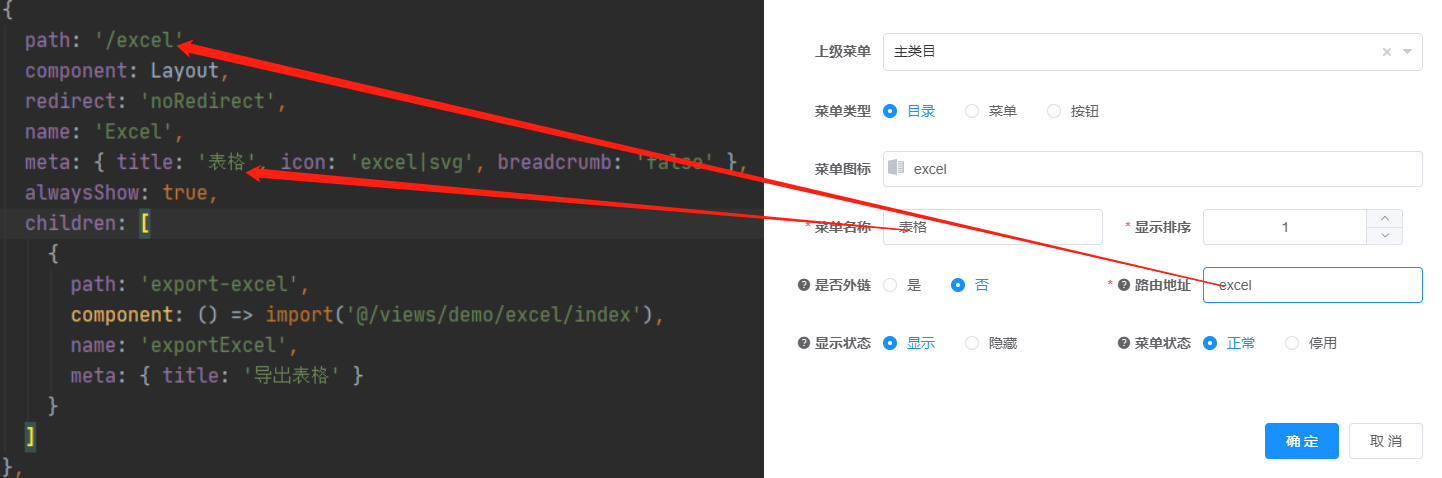 {
path: '/excel'
component: Layout,
redirect: 'noRedirect',
name: 'Excel',
meta: { title: '表格', icon: 'excel|svg', breadcrumb: 'false' },
alwaysShow: true,
children: [
{
path: 'export-excel',
component: () => import('@/views/demo/excel/index'),
name: 'exportExcel',
meta: { title: '导出表格' }
}
]
},
上级菜单 主类目
菜单类型 目录 菜单 按钮
菜单图标 excel
* 菜单名称 表格 * 显示排序 1
是否外链 是 否 * 路由地址 excel
显示状态 显示 隐藏 菜单状态 正常 停用
确 定 取 消